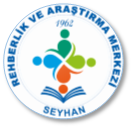 REHBERLİK VE ARAŞTIRMA MERKEZİ
1962
SEYHAN